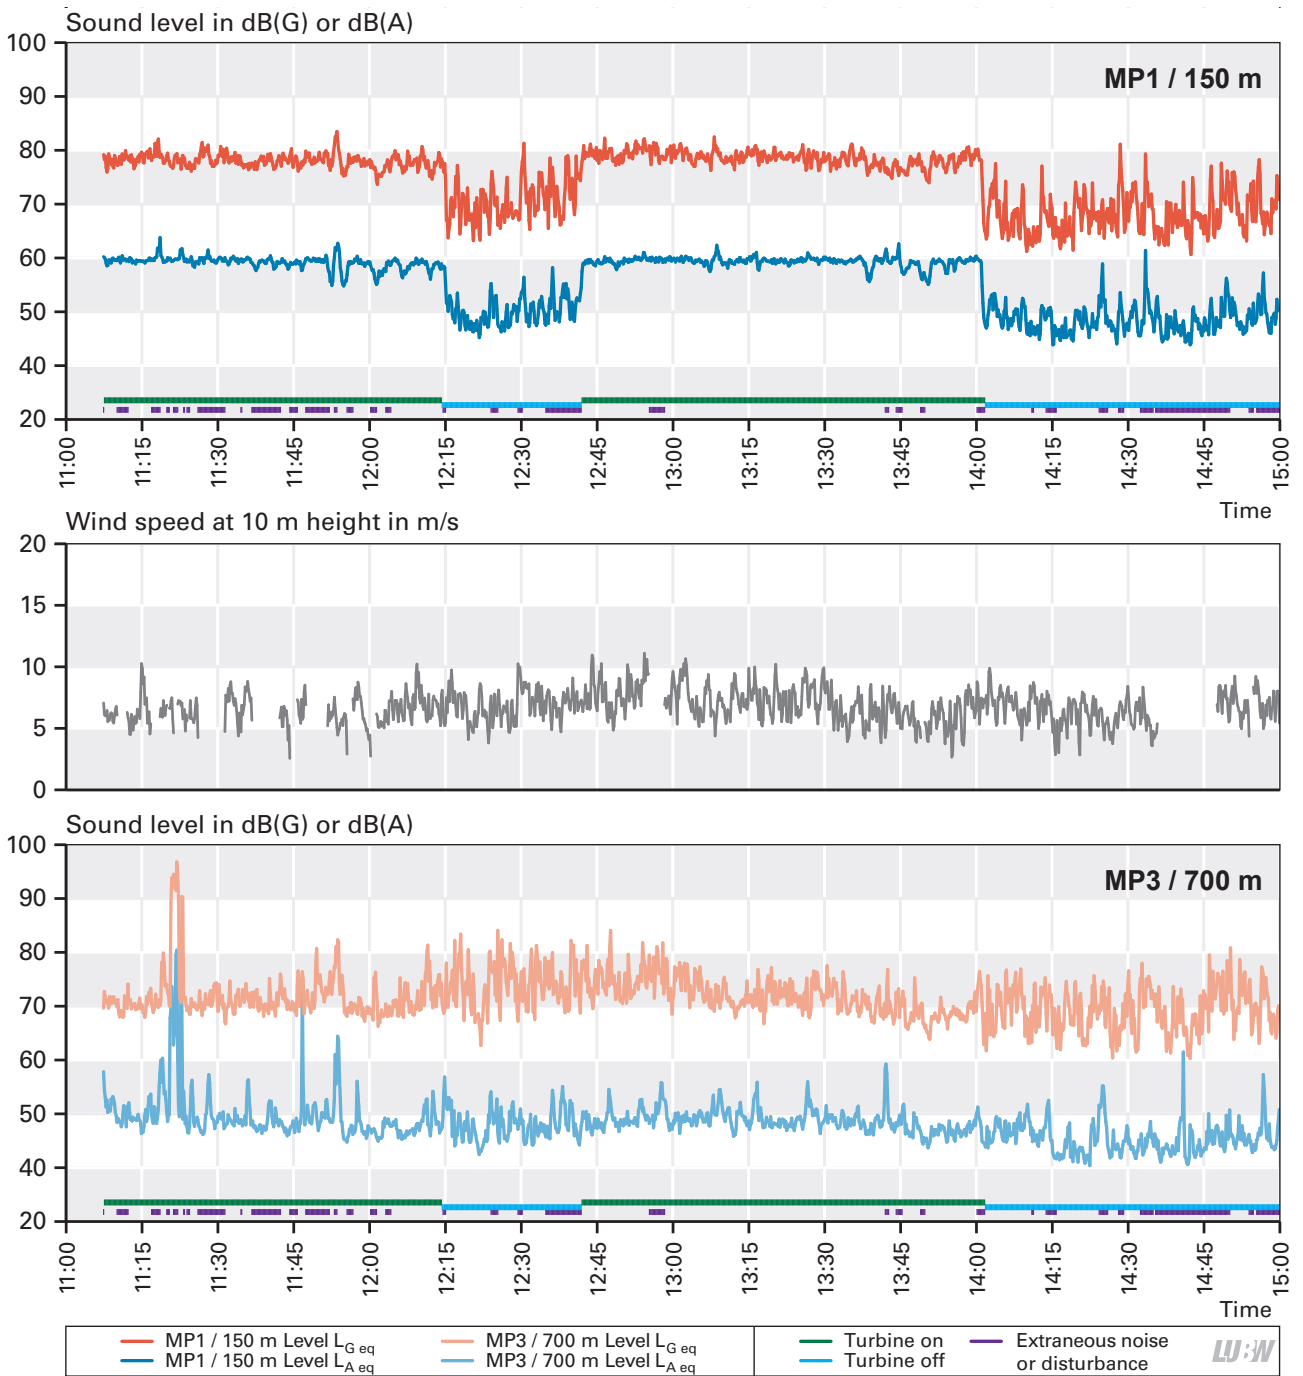 Sound level in dB(G) or dB(A)
MP1 / 150 m
100
90
80
70
60
50
40
20
11:00 11:15 11:30 11:45 12:00 12:15 12:30 12:45 13:00 13:15 13:30 13:45 14:00 14:15 14:30 14:45 15:00
Time
Wind speed at 10 m height in m/s
20
15
10
5
0
Sound level in dB(G) or dB(A)
MP3 / 700 m
100
90
80
70
60
50
40
20
11:00 11:15 11:30 11:45 12:00 12:15 12:30 12:45 13:00 13:15 13:30 13:45 14:00 14:15 14:30 14:45 15:00
Time
MP1 / 150 m Level L G eq
MP1 / 150 m Level L A eq
MP3 / 700 m Level L G eq
MP3 / 700 m Level L A eq
Turbine on
Turbine off
Extraneous noise
or disturbance
LUBW